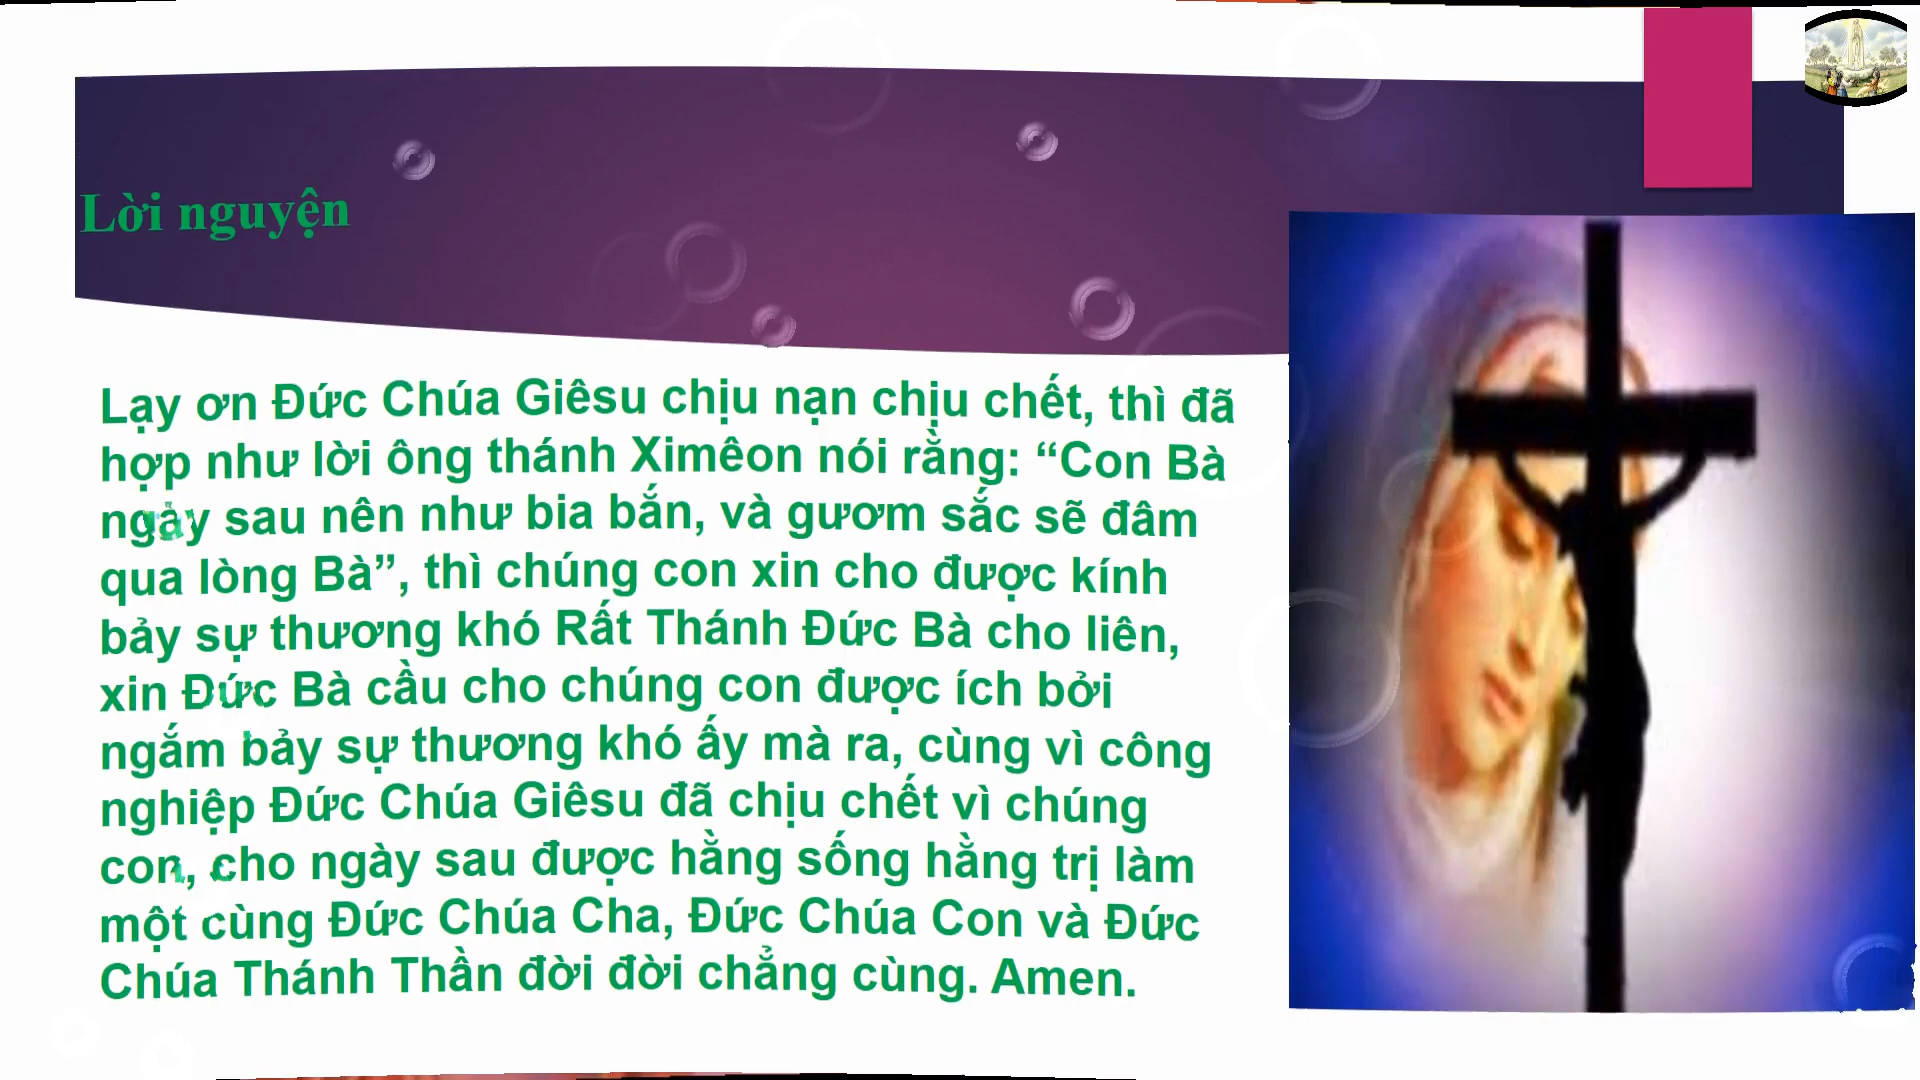 Lời nguyện
Lạy ơn Đức Chúa Giêsu chịu nạn chịu chết, thì đã
hợp như lời ông thánh Ximêon nói rằng: “Con Bà
ngày sau nên như bia bắn, và gươm sắc sẽ đâm
qua lòng Bà”, thì chúng con xin cho được kính
bảy sự thương khó Rất Thánh Đức Bà cho liên,
xin Đức Bà cầu cho chúng con được ích bởi
ngắm bảy sự thương khó ấy mà ra, cùng vì công
nghiệp Đức Chúa Giêsu đã chịu chết vì chúng
con, cho ngày sau được hằng sống hằng trị làm
một cùng Đức Chúa Cha, Đức Chúa Con và Đức
Chúa Thánh Thần đời đời chẳng cùng. Amen.